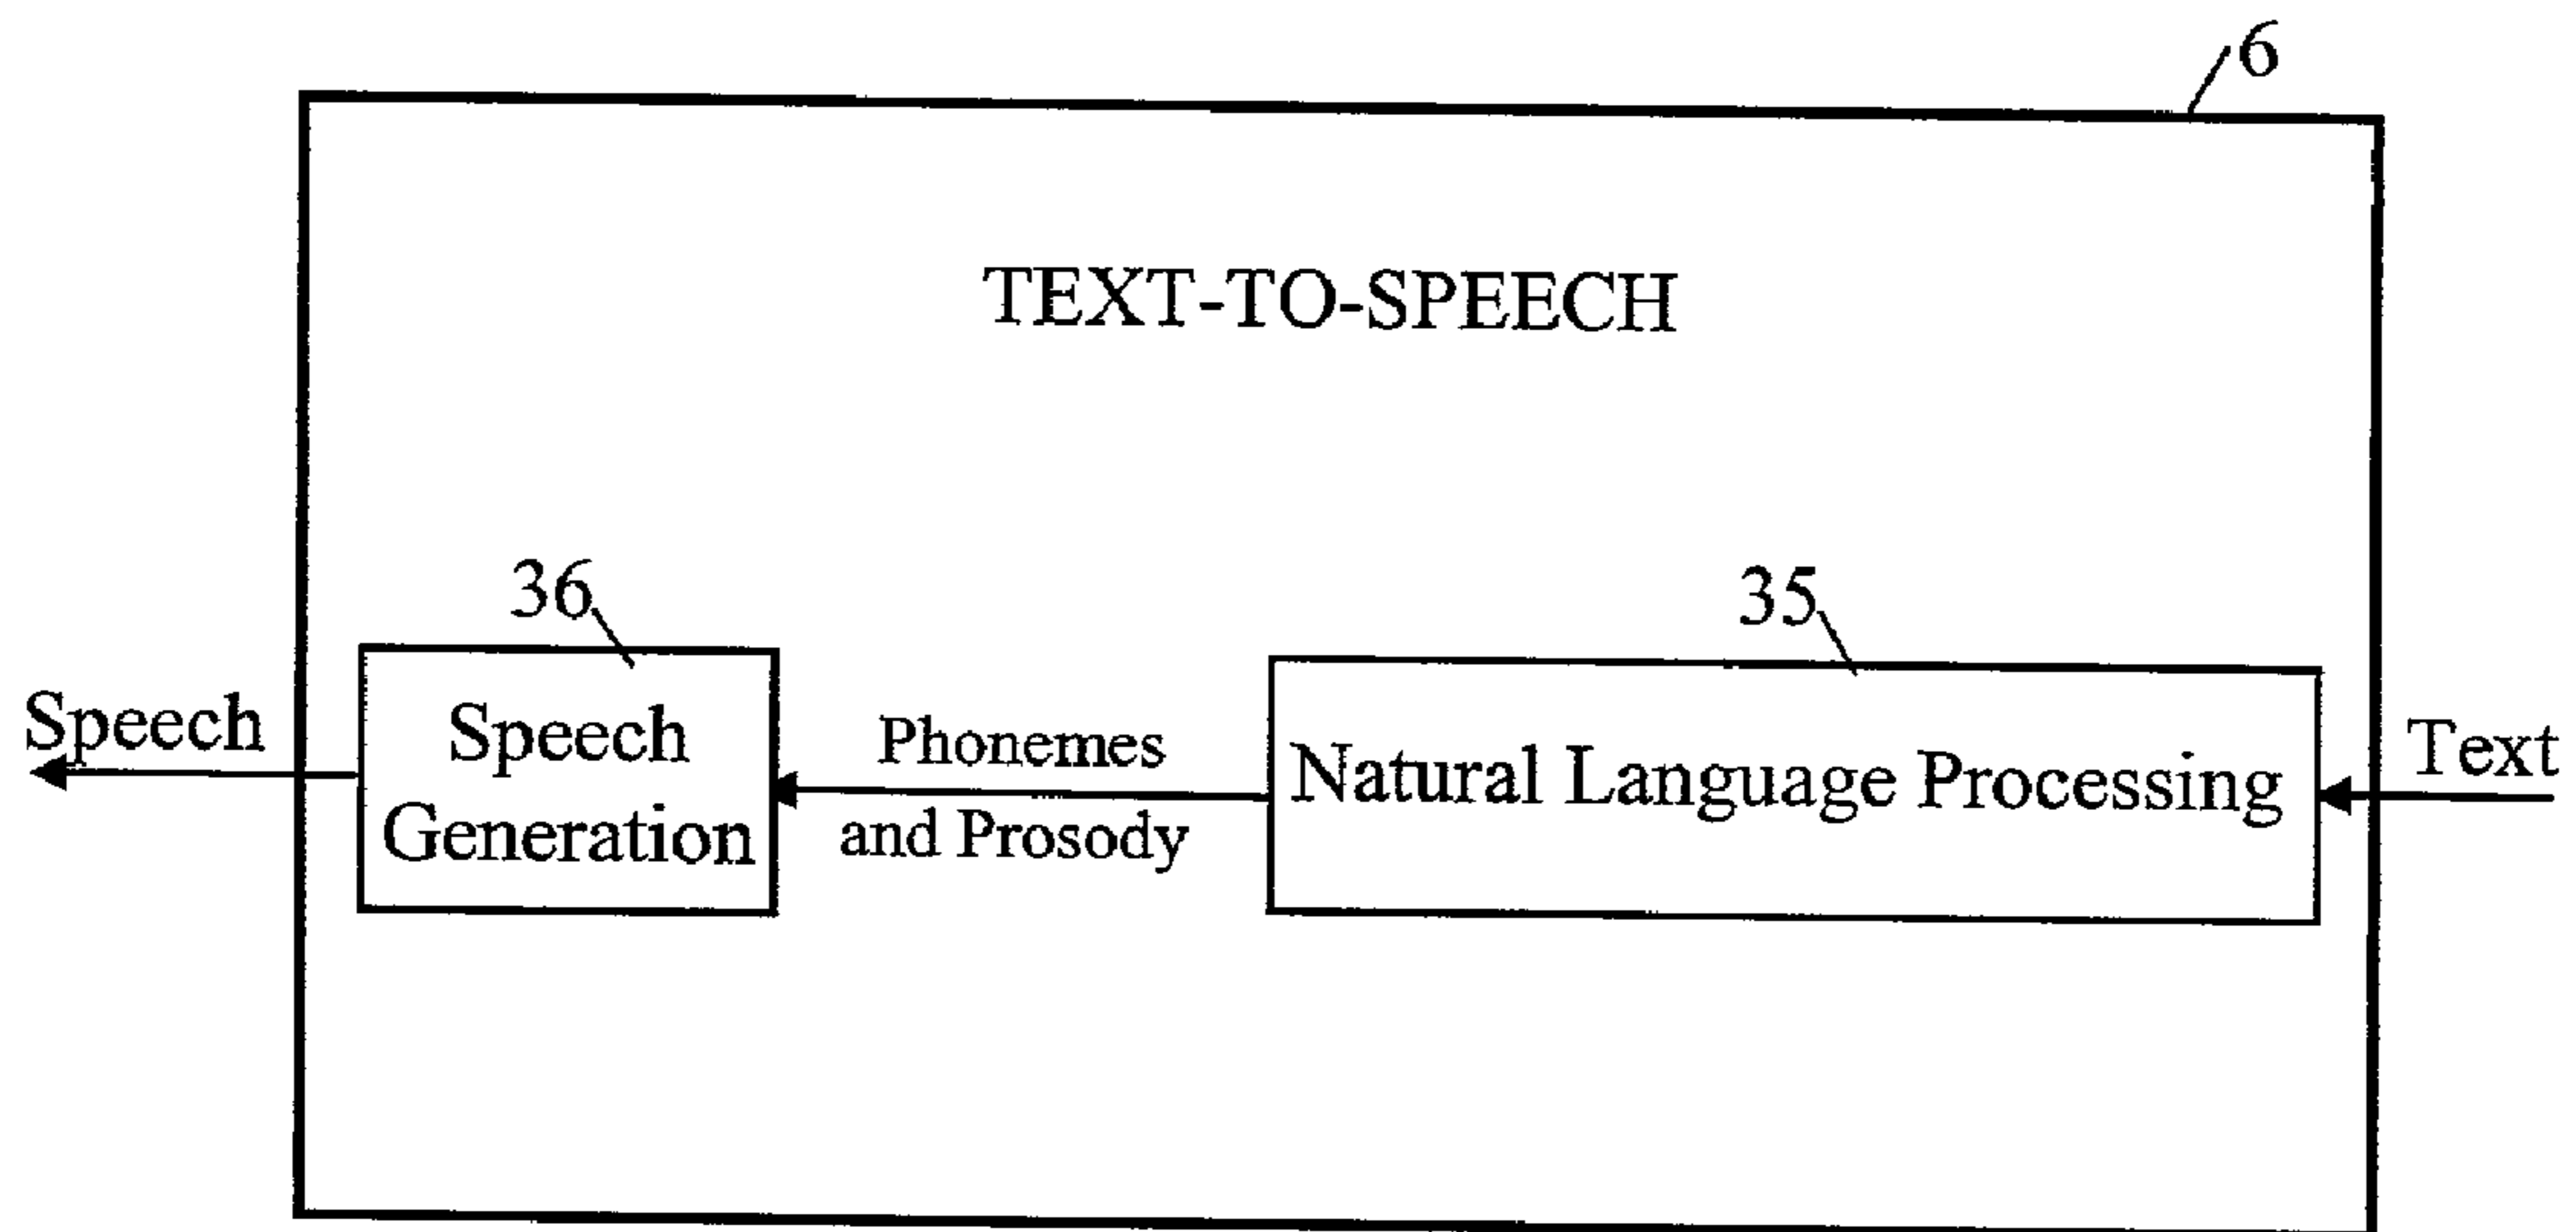 6
TEXT-TO-SPEECH
36
35
Speech
Speech
Generation
Phonemes
and Prosody
Natural Language Processing
Text